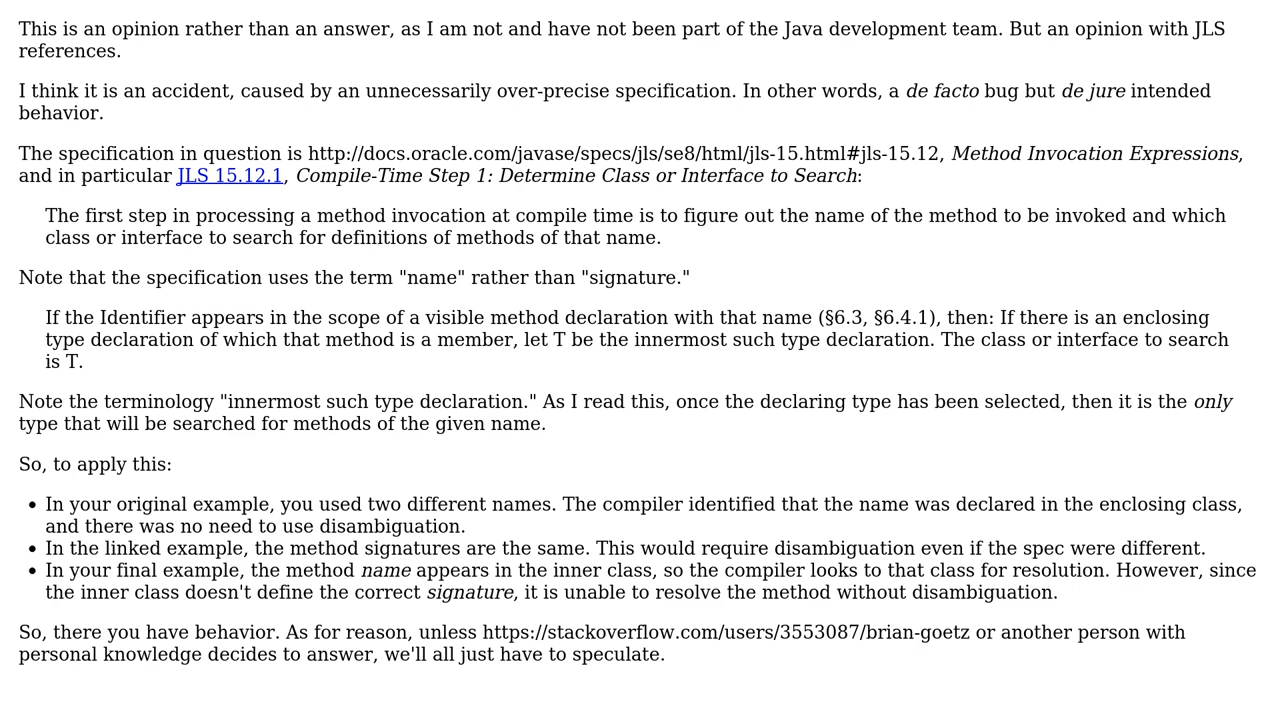 This is an opinion rather than an answer, as I am not and have not been part of the Java development team. But an opinion with JLS
references.
I think it is an accident, caused by an unnecessarily over-precise specification. In other words, a de facto bug but de jure intended
behavior.
The specification in question is http://docs.oracle.com/javase/specs/jls/se8/html/jls-15.html#jls-15.12, Method Invocation Expressions,
and in particular JLS 15.12.1, Compile-Time Step 1: Determine Class or Interface to Search:
The first step in processing a method invocation at compile time is to figure out the name of the method to be invoked and which
class or interface to search for definitions of methods of that name.
Note that the specification uses the term "name" rather than "signature."
If the Identifier appears in the scope of a visible method declaration with that name (§6.3, §6.4.1), then: If there is an enclosing
type declaration of which that method is a member, let T be the innermost such type declaration. The class or interface to search
is T.
Note the terminology "innermost such type declaration." As I read this, once the declaring type has been selected, then it is the only
type that will be searched for methods of the given name.
So, to apply this:
• In your original example, you used two different names. The compiler identified that the name was declared in the enclosing class,
and there was no need to use disambiguation.
• In the linked example, the method signatures are the same. This would require disambiguation even if the spec were different.
• In your final example, the method name appears in the inner class, so the compiler looks to that class for resolution. However, since
the inner class doesn't define the correct signature, it is unable to resolve the method without disambiguation.
So, there you have behavior. As for reason, unless https://stackoverflow.com/users/3553087/brian-goetz or another person with
personal knowledge decides to answer, we'll all just have to speculate.